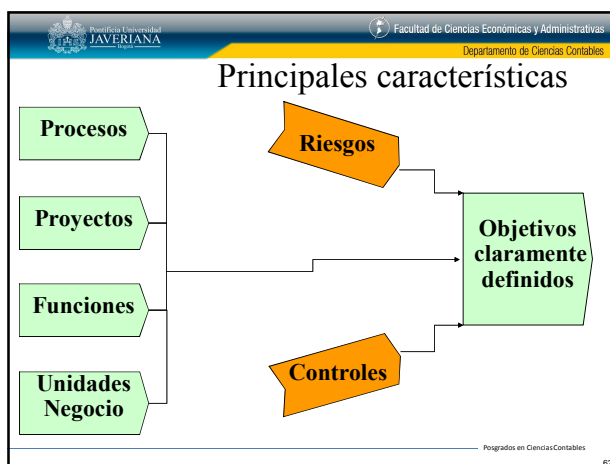 Pontificia Universidad
JAVERIANA
Bogotá
Facultad de Ciencias Económicas y Administrativas
Departamento de Ciencias Contables
Principales características
Procesos
Proyectos
Funciones
Unidades
Negocio
Riesgos
Controles
Objetivos
claramente
definidos
Posgrados en Ciencias Contables